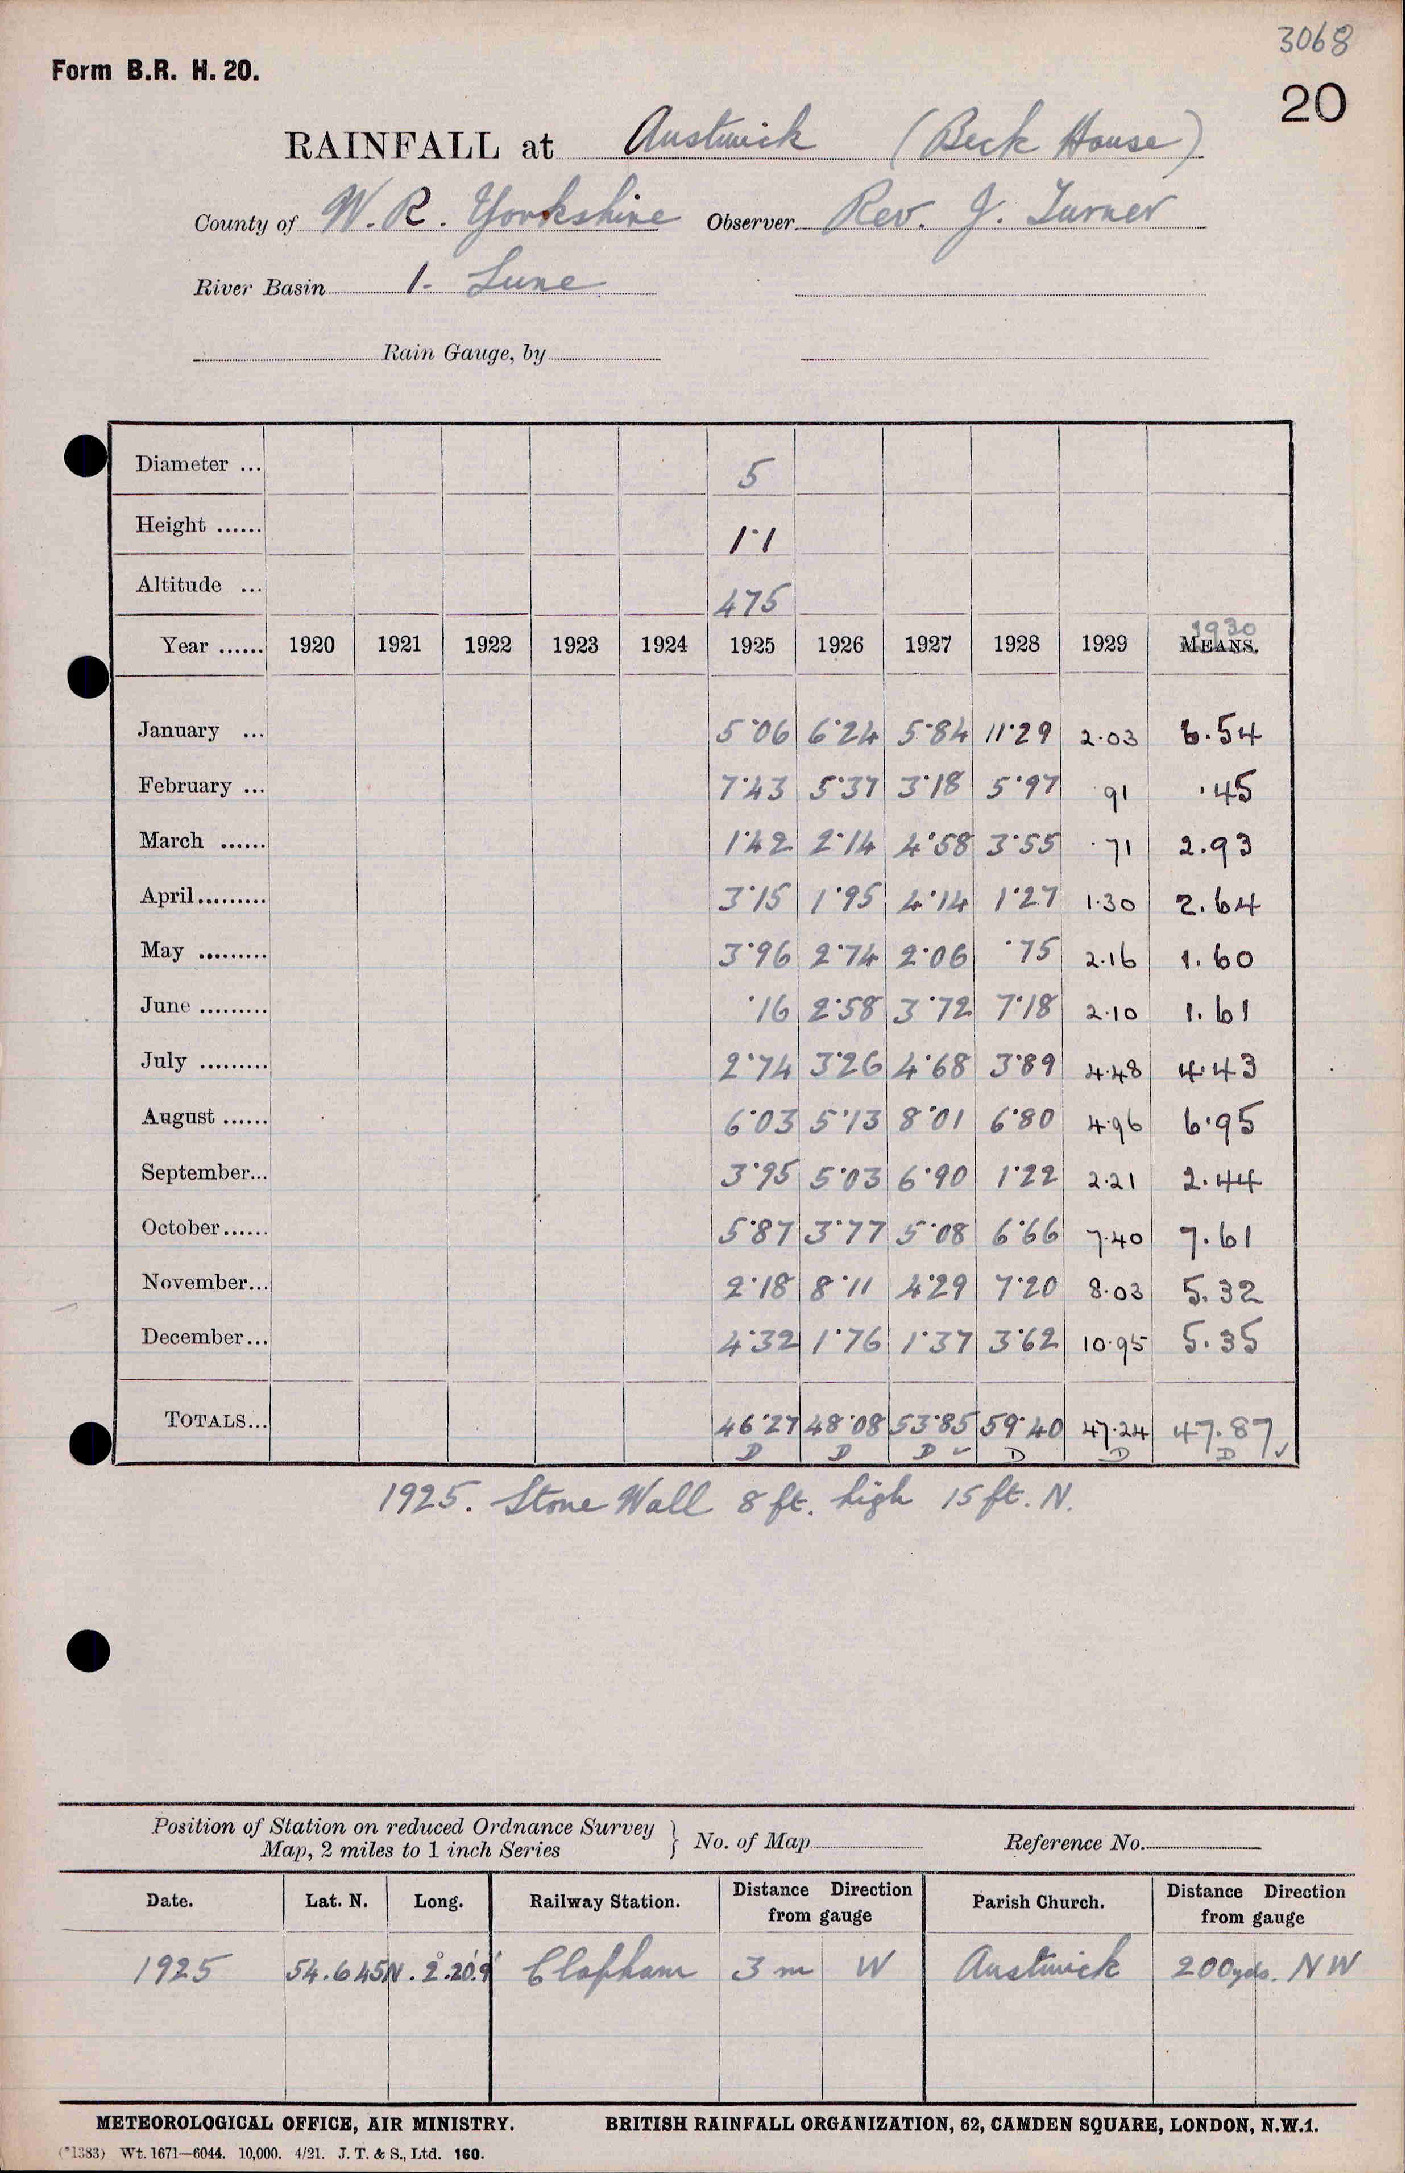 3068
Form B.R. H. 20.
20
RAINFALL at Austwick (Beck House)
County of W. R. Yorkshire Observer Rev. J. Turner
River Basin 1. Lune
Rain Gauge, by
Diameter ... 5
Height ...... 1·1
Altitude ... 475
Year ...... 1920 1921 1922 1923 1924 1925 1926 1927 1928 1929 MEANS. 1930
January ... 5·06 6·24 5·84 11·29 2·03 6.54
February ... 7·43 5·37 3·18 5·97 ·91 ·45
March ...... 1·42 2·14 4·58 3·55 ·71 2.93
April......... 3·15 1·95 4·14 1·27 1·30 2.64
May ......... 3·96 2·74 2·06 ·75 2·16 1.60
June ......... ·16 2·58 3·72 7·18 2·10 1.61
July ......... 2·74 3·26 4·68 3·89 4·48 4·43
August ...... 6·03 5·13 8·01 6·80 4·96 6·95
September... 3·95 5·03 6·90 1·22 2·21 2.44
October...... 5·87 3·77 5·08 6·66 7·40 7.61
November... 2·18 8·11 4·29 7·20 8·03 5.32
December... 4·32 1·76 1·37 3·62 10·95 5.35
TOTALS... 46·27 48·08 53·85 59·40 47·24 47.87
D D D ✓ D D D ✓
1925. Stone Wall 8 ft. high 15 ft. N.
Position of Station on reduced Ordnance Survey Map, 2 miles to 1 inch Series } No. of Map Reference No.
Date. Lat. N. Long. Railway Station. Distance Direction from gauge Parish Church. Distance Direction from gauge
1925 54.6 45N. 2°.20'.9" Clapham 3 m W Austwick 200 yds. NW
METEOROLOGICAL OFFICE, AIR MINISTRY. BRITISH RAINFALL ORGANIZATION, 62, CAMDEN SQUARE, LONDON, N.W.1.
(*1383) Wt. 1671—6044. 10,000. 4/21. J. T. & S., Ltd. 160.